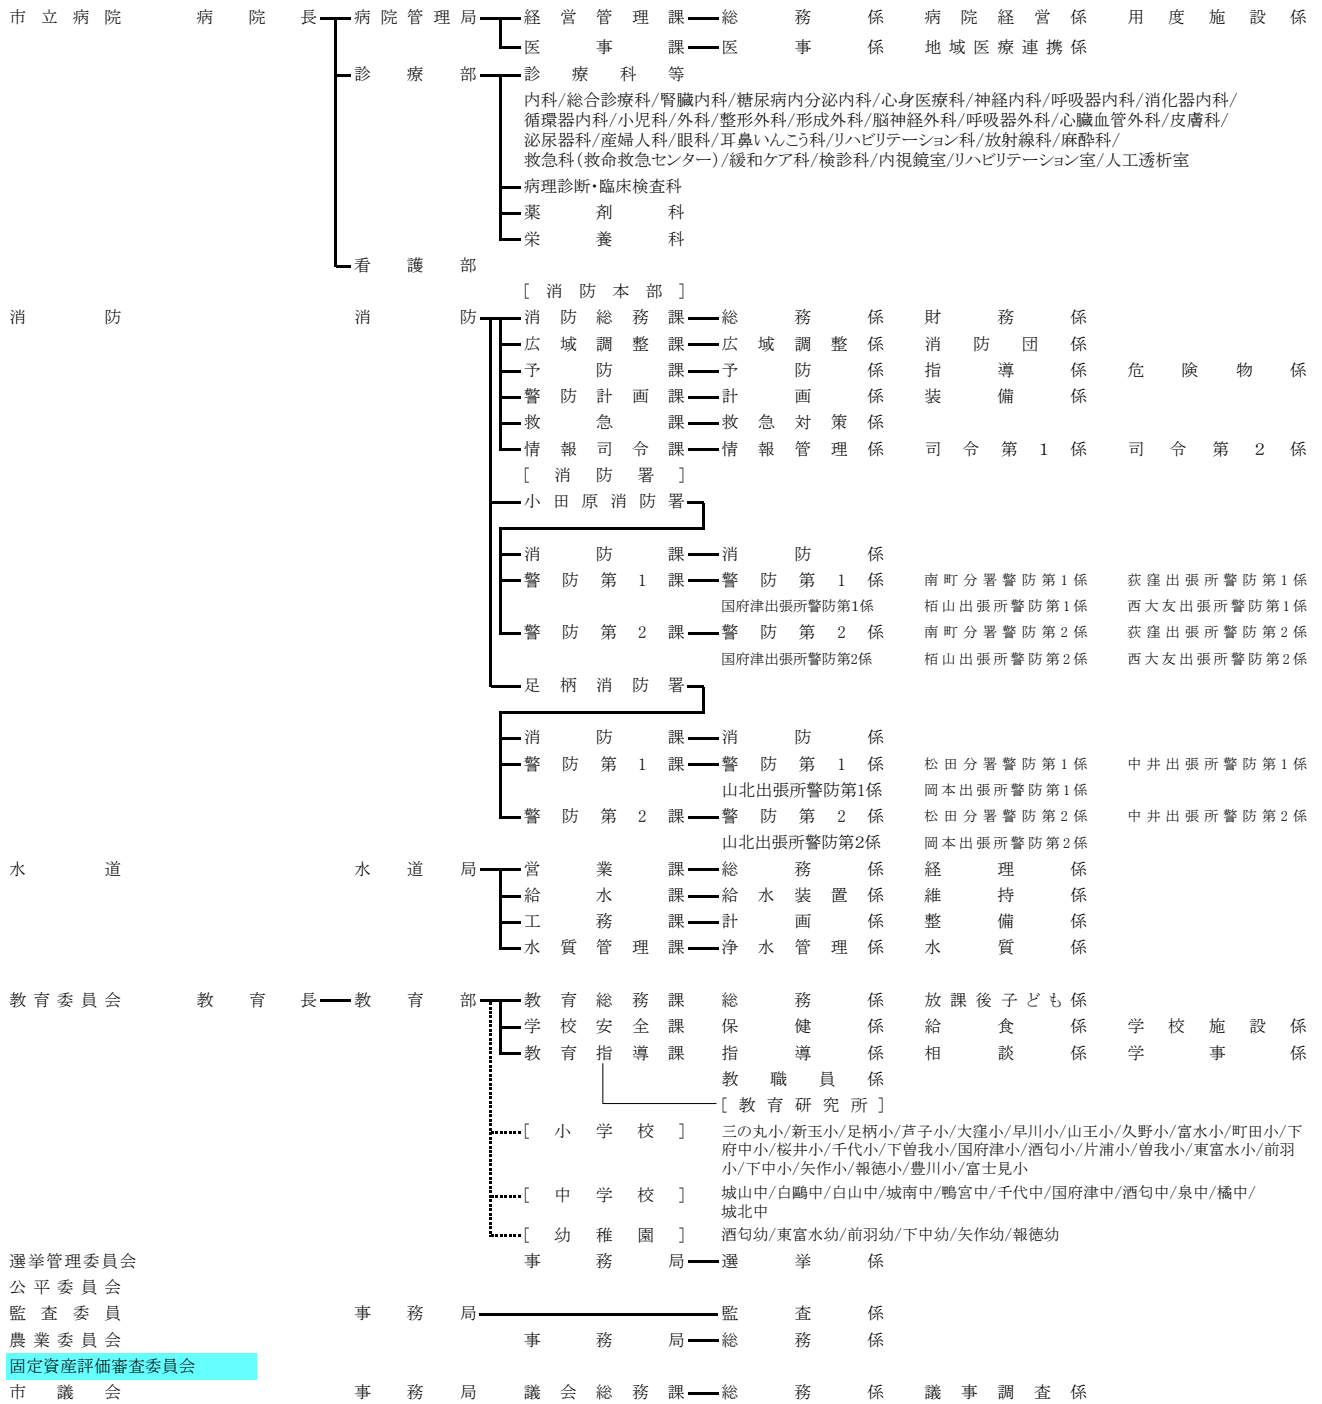 市立病院 病院長 病院管理局 経営管理課 総務係 病院経営係 用度施設係
医事課 医事係 地域医療連携係
診療部 診療科等
内科/総合診療科/腎臓内科/糖尿病内分泌内科/心身医療科/神経内科/呼吸器内科/消化器内科/
循環器内科/小児科/外科/整形外科/形成外科/脳神経外科/呼吸器外科/心臓血管外科/皮膚科/
泌尿器科/産婦人科/眼科/耳鼻いんこう科/リハビリテーション科/放射線科/麻酔科/
救急科(救命救急センター)/緩和ケア科/検診科/内視鏡室/リハビリテーション室/人工透析室
病理診断・臨床検査科
薬剤科
栄養科
看護部
[消防本部]
消防 消防 消防総務課 総務係 財務係
広域調整課 広域調整係 消防団係
予防課 予防係 指導係 危険物係
警防計画課 計画係 装備係
救急課 救急対策係
情報司令課 情報管理係 司令第1係 司令第2係
[消防署]
小田原消防署
消防課 消防係
警防第1課 警防第1係 南町分署警防第1係 荻窪出張所警防第1係
国府津出張所警防第1係 栢山出張所警防第1係 西大友出張所警防第1係
警防第2課 警防第2係 南町分署警防第2係 荻窪出張所警防第2係
国府津出張所警防第2係 栢山出張所警防第2係 西大友出張所警防第2係
足柄消防署
消防課 消防係
警防第1課 警防第1係 松田分署警防第1係 中井出張所警防第1係
山北出張所警防第1係 岡本出張所警防第1係
警防第2課 警防第2係 松田分署警防第2係 中井出張所警防第2係
山北出張所警防第2係 岡本出張所警防第2係
水道 水道局 営業課 総務係 経理係
給水課 給水装置係 維持係
工務課 計画係 整備係
水質管理課 浄水管理係 水質係
教育委員会 教育長 教育部 教育総務課 総務係 放課後子ども係
学校安全課 保健係 給食係 学校施設係
教育指導課 指導係 相談係 学事係
教職員係
[教育研究所]
[小学校] 三の丸小/新玉小/足柄小/芦子小/大窪小/早川小/山王小/久野小/富水小/町田小/下
府中小/桜井小/千代小/下曽我小/国府津小/酒匂小/片浦小/曽我小/東富水小/前羽
小/下中小/矢作小/報徳小/豊川小/富士見小
[中学校] 城山中/白鷗中/白山中/城南中/鴨宮中/千代中/国府津中/酒匂中/泉中/橘中/
城北中
[幼稚園] 酒匂幼/東富水幼/前羽幼/下中幼/矢作幼/報徳幼
選挙管理委員会 事務局 選挙係
公平委員会
監査委員 事務局 監査係
農業委員会 事務局 総務係
固定資産評価審査委員会
市議会 事務局 議会総務課 総務係 議事調査係